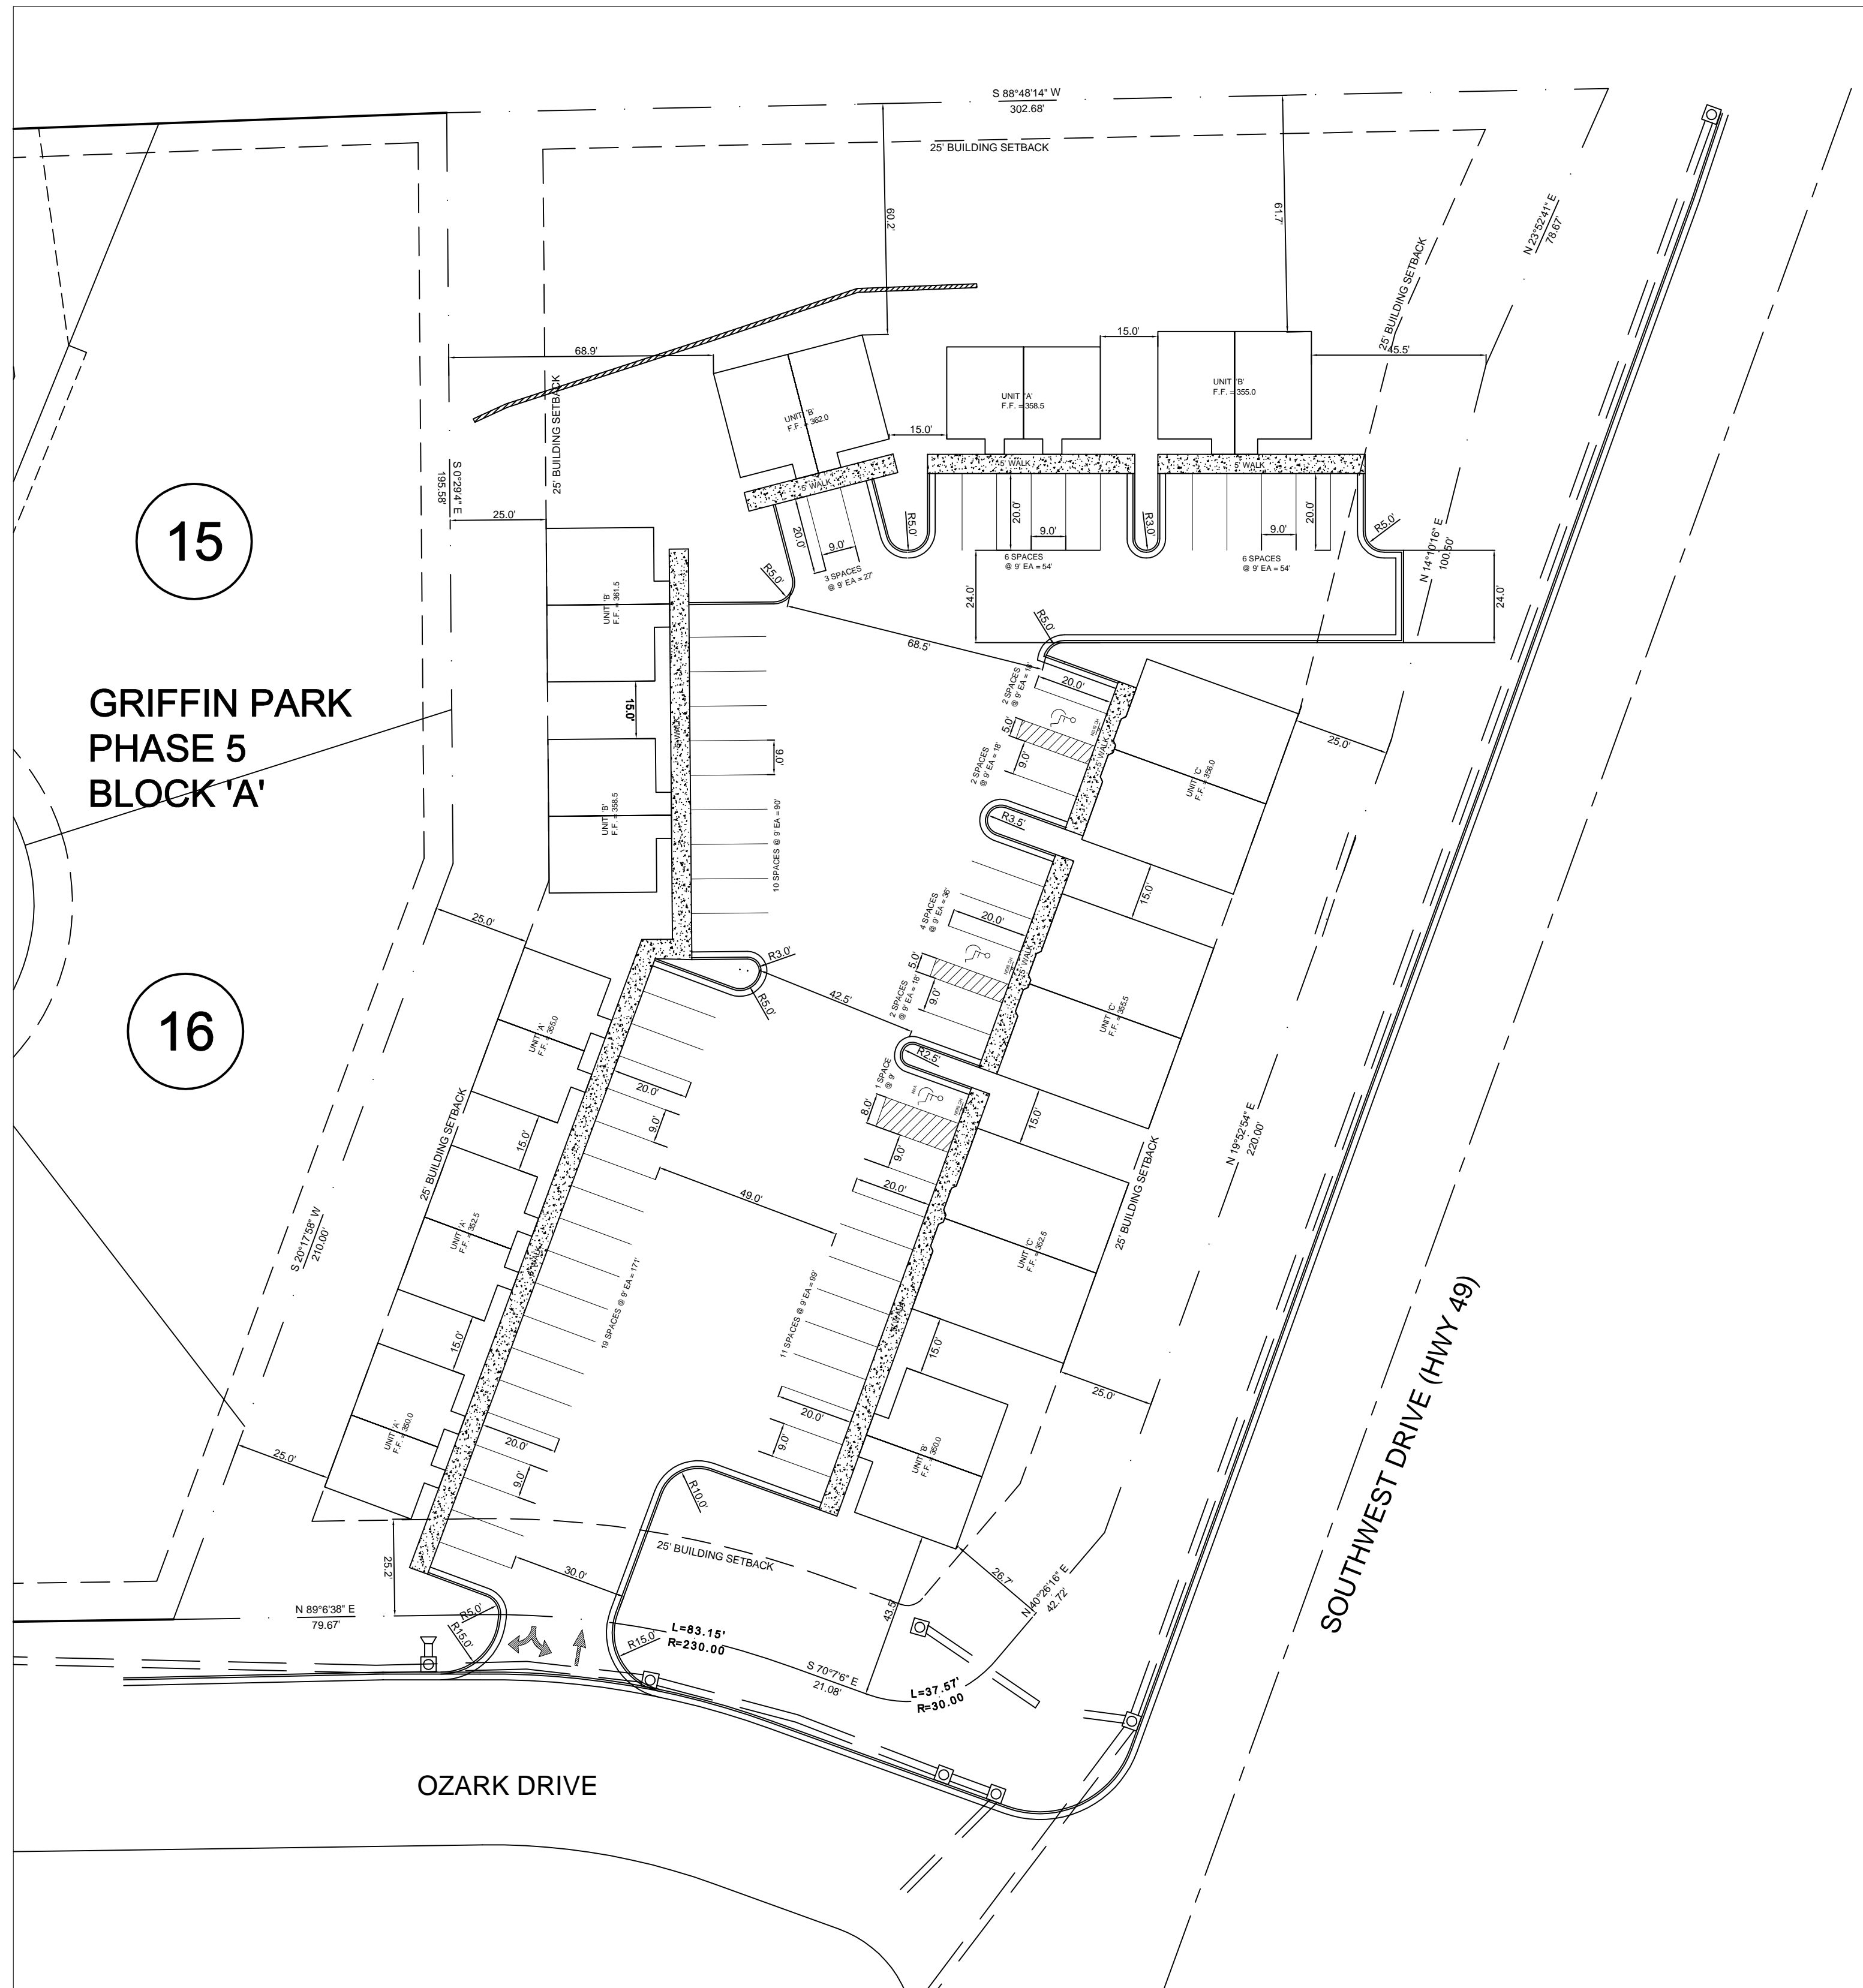 S 88°48'14" W
302.68'
25' BUILDING SETBACK
60.2'
61.7'
N 23°52'41" E
78.67'
25' BUILDING SETBACK
68.9'
15.0'
45.5'
UNIT 'B'
F.F. = 362.0
UNIT 'A'
F.F. = 358.5
UNIT 'B'
F.F. = 355.0
15.0'
25' BUILDING SETBACK
S 0°29'4" E
195.58'
5' WALK
5' WALK
5' WALK
15
25.0'
20.0'
9.0'
3 SPACES
@ 9' EA = 27'
R5.0'
R5.0'
20.0'
9.0'
6 SPACES
@ 9' EA = 54'
R3.0'
9.0'
20.0'
6 SPACES
@ 9' EA = 54'
R5.0'
N 14°10'16" E
100.50'
24.0'
24.0'
R5.0'
68.5'
UNIT 'B'
F.F. = 361.5
GRIFFIN PARK
PHASE 5
BLOCK 'A'
15.0'
5' WALK
9.0'
2 SPACES
@ 9' EA = 18'
20.0'
5.0'
9.0'
2 SPACES
@ 9' EA = 18'
5' WALK
25.0'
UNIT 'C'
F.F. = 356.0
R3.5'
UNIT 'B'
F.F. = 358.5
10 SPACES @ 9' EA = 90'
15.0'
25.0'
4 SPACES
@ 9' EA = 36'
20.0'
5' WALK
5.0'
9.0'
2 SPACES
@ 9' EA = 18'
R3.0'
R5.0'
42.5'
UNIT 'C'
F.F. = 355.5
16
UNIT 'A'
F.F. = 355.0
R2.5'
1 SPACE
@ 9'
8.0'
9.0'
20.0'
9.0'
15.0'
25' BUILDING SETBACK
15.0'
N 19°52'54" E
220.00'
25' BUILDING SETBACK
20.0'
49.0'
S 20°17'58" W
210.00'
UNIT 'A'
F.F. = 352.5
5' WALK
UNIT 'C'
F.F. = 352.5
19 SPACES @ 9' EA = 171'
11 SPACES @ 9' EA = 99'
5' WALK
15.0'
15.0'
25.0'
UNIT 'A'
F.F. = 350.0
20.0'
9.0'
20.0'
9.0'
UNIT 'B'
F.F. = 350.0
25.0'
SOUTHWEST DRIVE (HWY 49)
R10.0'
25' BUILDING SETBACK
25.2'
30.0'
26.7'
43.5'
N 40°26'16" E
42.72'
N 89°6'38" E
79.67'
R5.0'
R15.0'
R15.0'
L=83.15'
R=230.00
S 70°7'6" E
21.08'
L=37.57'
R=30.00
OZARK DRIVE